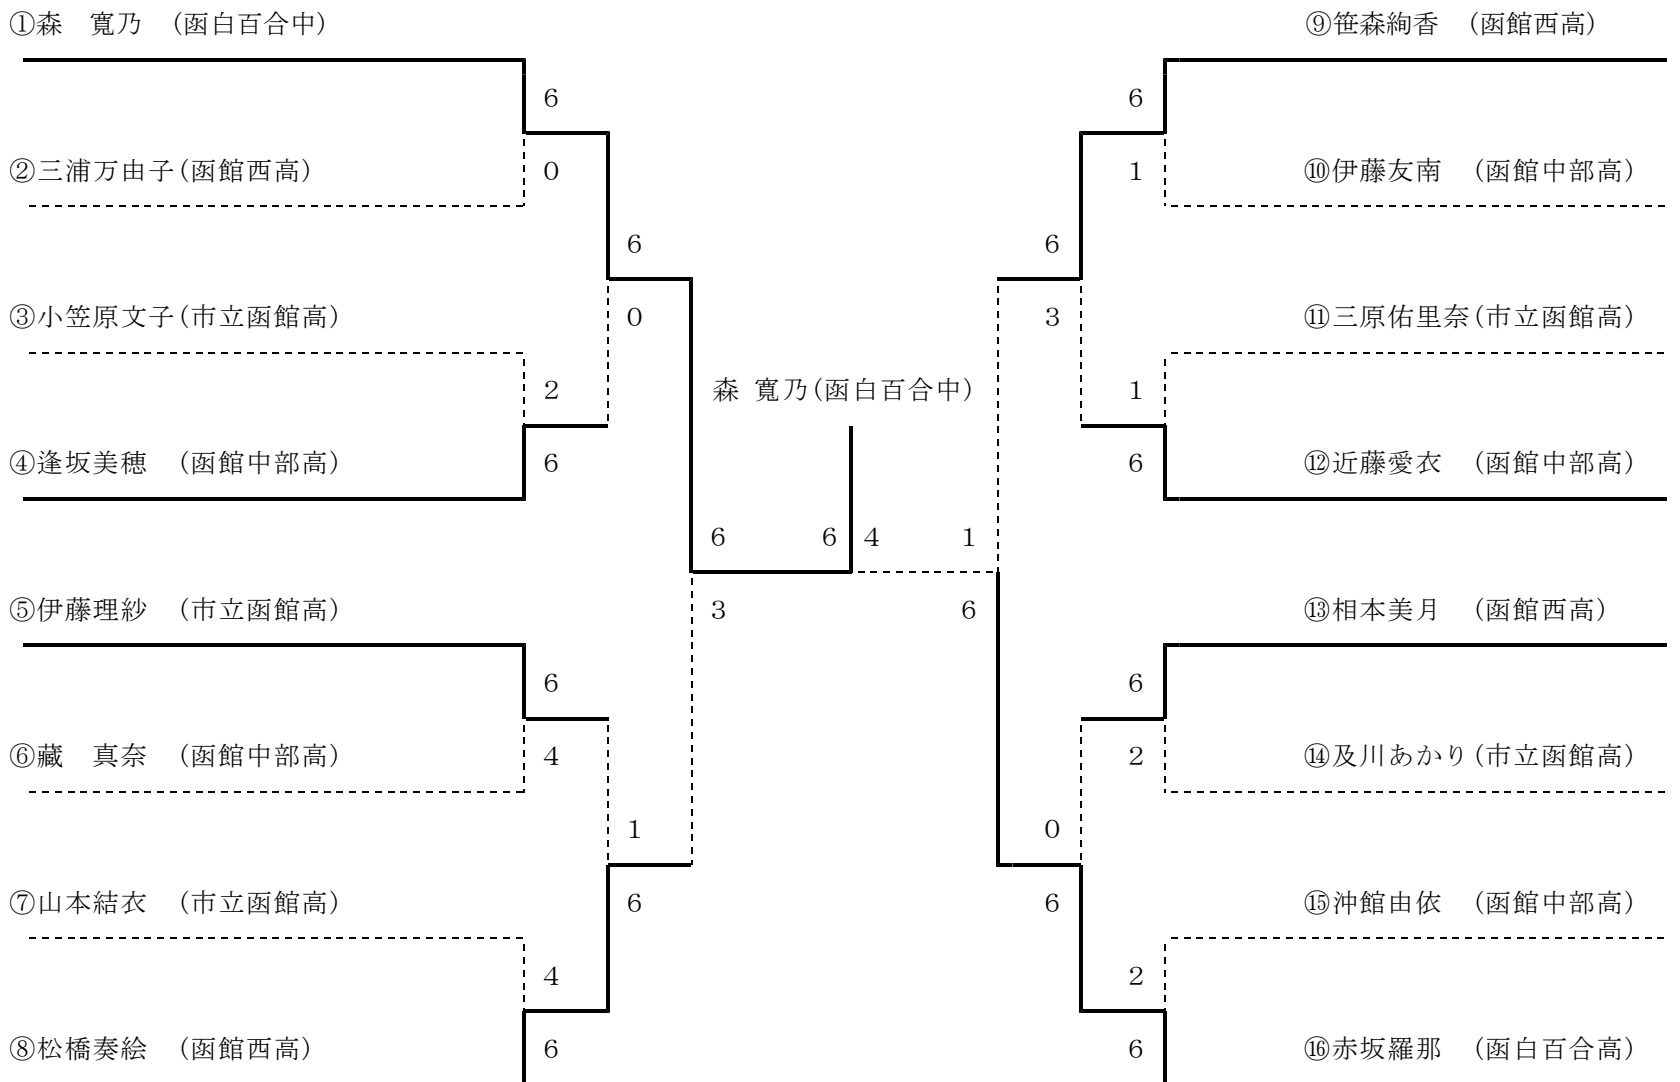 ①森　寛乃　(函白百合中)
⑨笹森絢香　(函館西高)
6
6
②三浦万由子(函館西高)
0
1
⑩伊藤友南　(函館中部高)
6
6
③小笠原文子(市立函館高)
0
3
⑪三原佑里奈(市立函館高)
2
森 寛乃(函白百合中)
1
④逢坂美穂　(函館中部高)
6
6
⑫近藤愛衣　(函館中部高)
6
6
4
1
⑤伊藤理紗　(市立函館高)
3
6
⑬相本美月　(函館西高)
6
6
⑥藏　真奈　(函館中部高)
4
2
⑭及川あかり(市立函館高)
1
0
⑦山本結衣　(市立函館高)
6
6
⑮沖館由依　(函館中部高)
4
2
⑧松橋奏絵　(函館西高)
6
6
⑯赤坂羅那　(函白百合高)